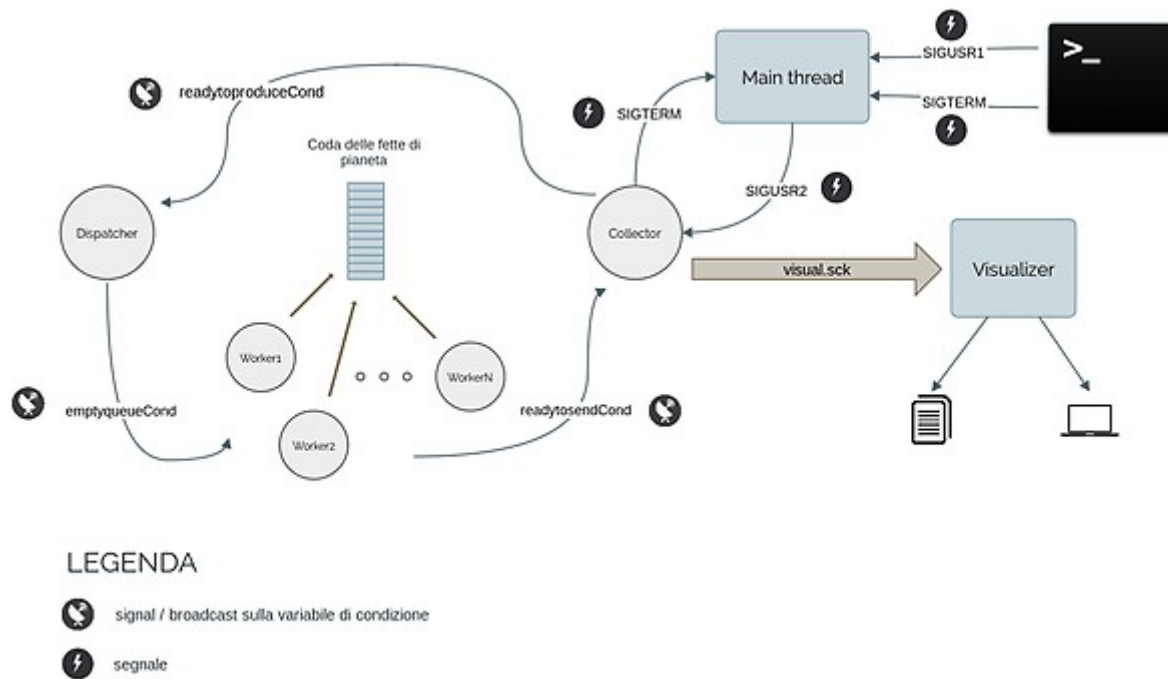 SIGUSR1
>_
Main thread
readytoproduceCond
SIGTERM
SIGTERM
Coda delle fette di
pianeta
SIGUSR2
Dispatcher
Collector
visual.sck
Visualizer
Worker1
WorkerN
emptyqueueCond
readytosendCond
Worker2
LEGENDA
signal / broadcast sulla variabile di condizione
segnale